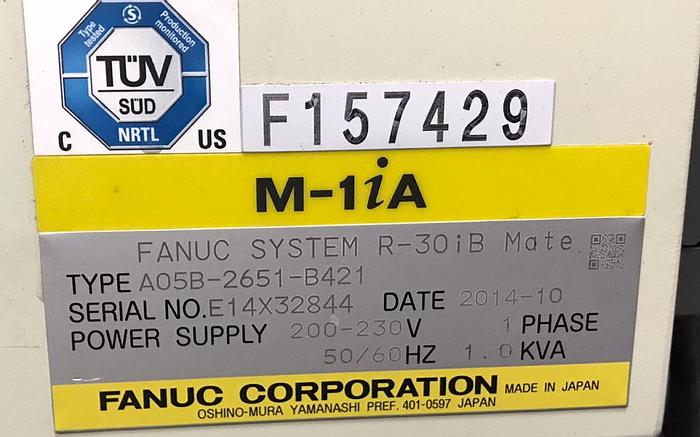 Type tested
Production monitored
TÜV
SÜD
NRTL
C US
F157429
M-1iA
FANUC SYSTEM R-30iB Mate
TYPE A05B-2651-B421
SERIAL NO. E14X32844 DATE 2014-10
POWER SUPPLY 200-230V 1 PHASE
50/60HZ 1.0 KVA
FANUC CORPORATION MADE IN JAPAN
OSHINO-MURA YAMANASHI PREF. 401-0597 JAPAN